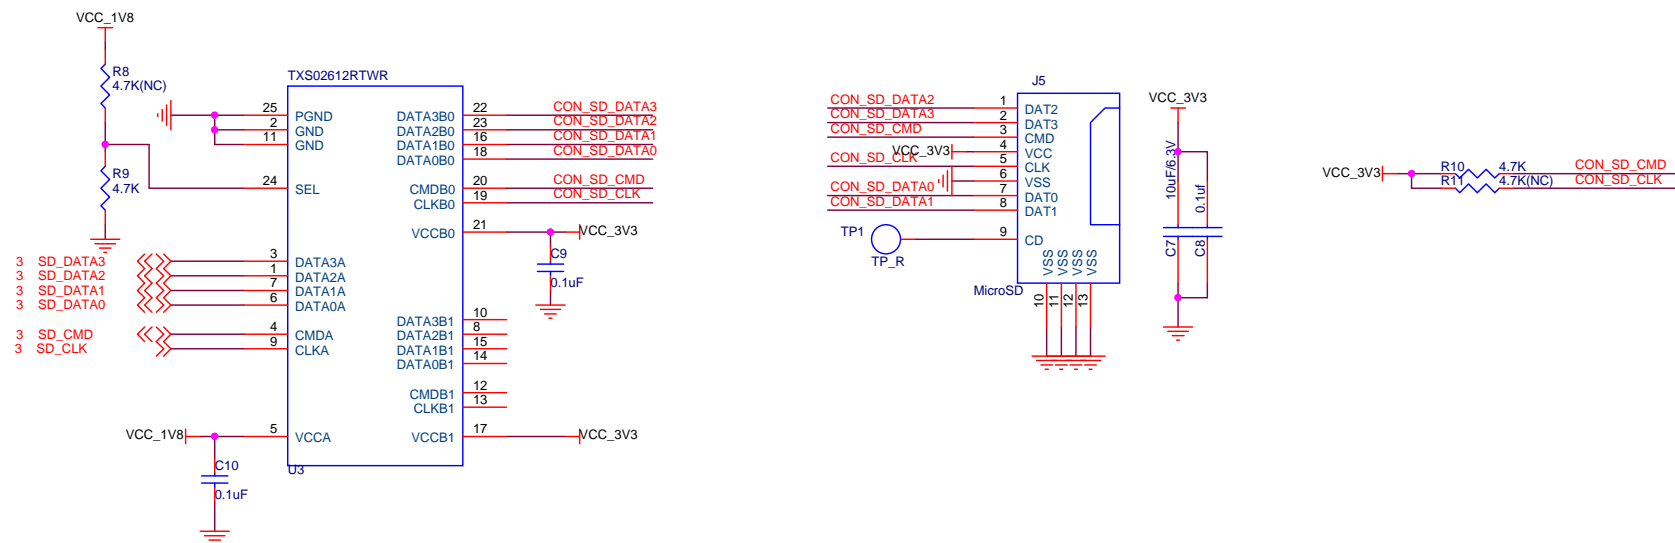 VCC_1V8
R8
4.7K(NC)
R9
4.7K
TXS02612RTWR
25 PGND
2 GND
11 GND
24 SEL
3 SD_DATA3 3 DATA3A
3 SD_DATA2 1 DATA2A
3 SD_DATA1 7 DATA1A
3 SD_DATA0 6 DATA0A
3 SD_CMD 4 CMDA
3 SD_CLK 9 CLKA
VCC_1V8 5 VCCA
C10
0.1uF
U3
DATA3B0 22 CON_SD_DATA3
DATA2B0 23 CON_SD_DATA2
DATA1B0 16 CON_SD_DATA1
DATA0B0 18 CON_SD_DATA0
CMDB0 20 CON_SD_CMD
CLKB0 19 CON_SD_CLK
VCCB0 21 VCC_3V3
C9
0.1uF
DATA3B1 10
DATA2B1 8
DATA1B1 15
DATA0B1 14
CMDB1 12
CLKB1 13
VCCB1 17 VCC_3V3
J5
CON_SD_DATA2 1 DAT2
CON_SD_DATA3 2 DAT3
CON_SD_CMD 3 CMD
VCC_3V3 4 VCC
CON_SD_CLK 5 CLK
6 VSS
CON_SD_DATA0 7 DAT0
CON_SD_DATA1 8 DAT1
TP1
TP_R
9 CD
VSS VSS VSS VSS
MicroSD
10 11 12 13
VCC_3V3
10uF/6.3V
0.1uf
C7
C8
VCC_3V3
R10 4.7K CON_SD_CMD
R11 4.7K(NC) CON_SD_CLK